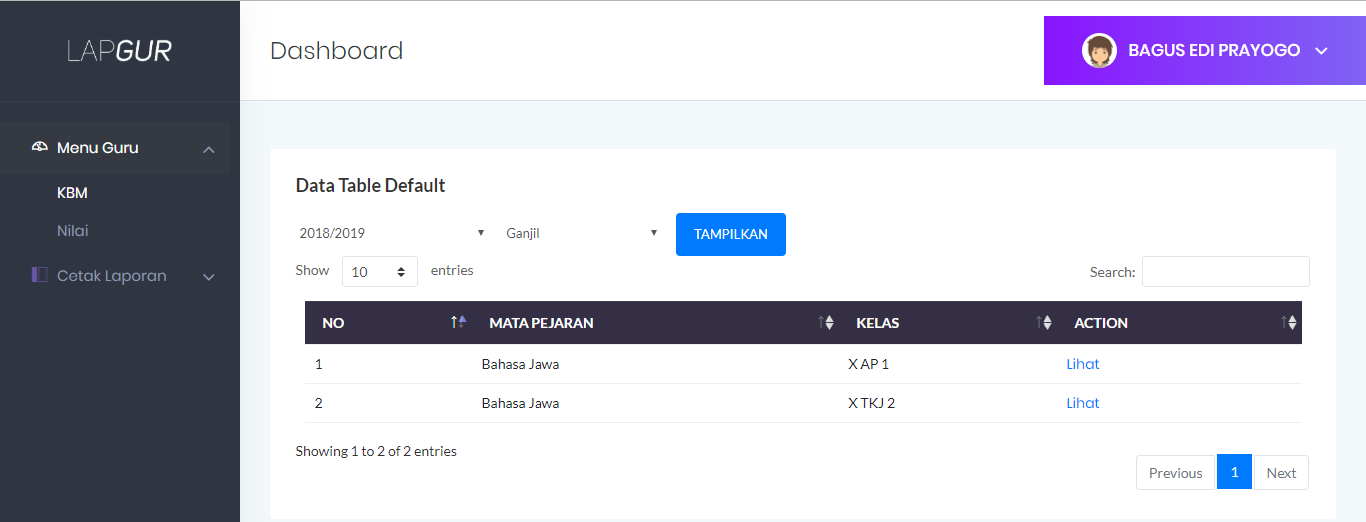 LAPGUR
Dashboard
BAGUS EDI PRAYOGO
Menu Guru
KBM
Nilai
Cetak Laporan
Data Table Default
2018/2019 Ganjil TAMPILKAN
Show 10 entries Search:
NO MATA PEJARAN KELAS ACTION
1 Bahasa Jawa X AP 1 Lihat
2 Bahasa Jawa X TKJ 2 Lihat
Showing 1 to 2 of 2 entries
Previous 1 Next